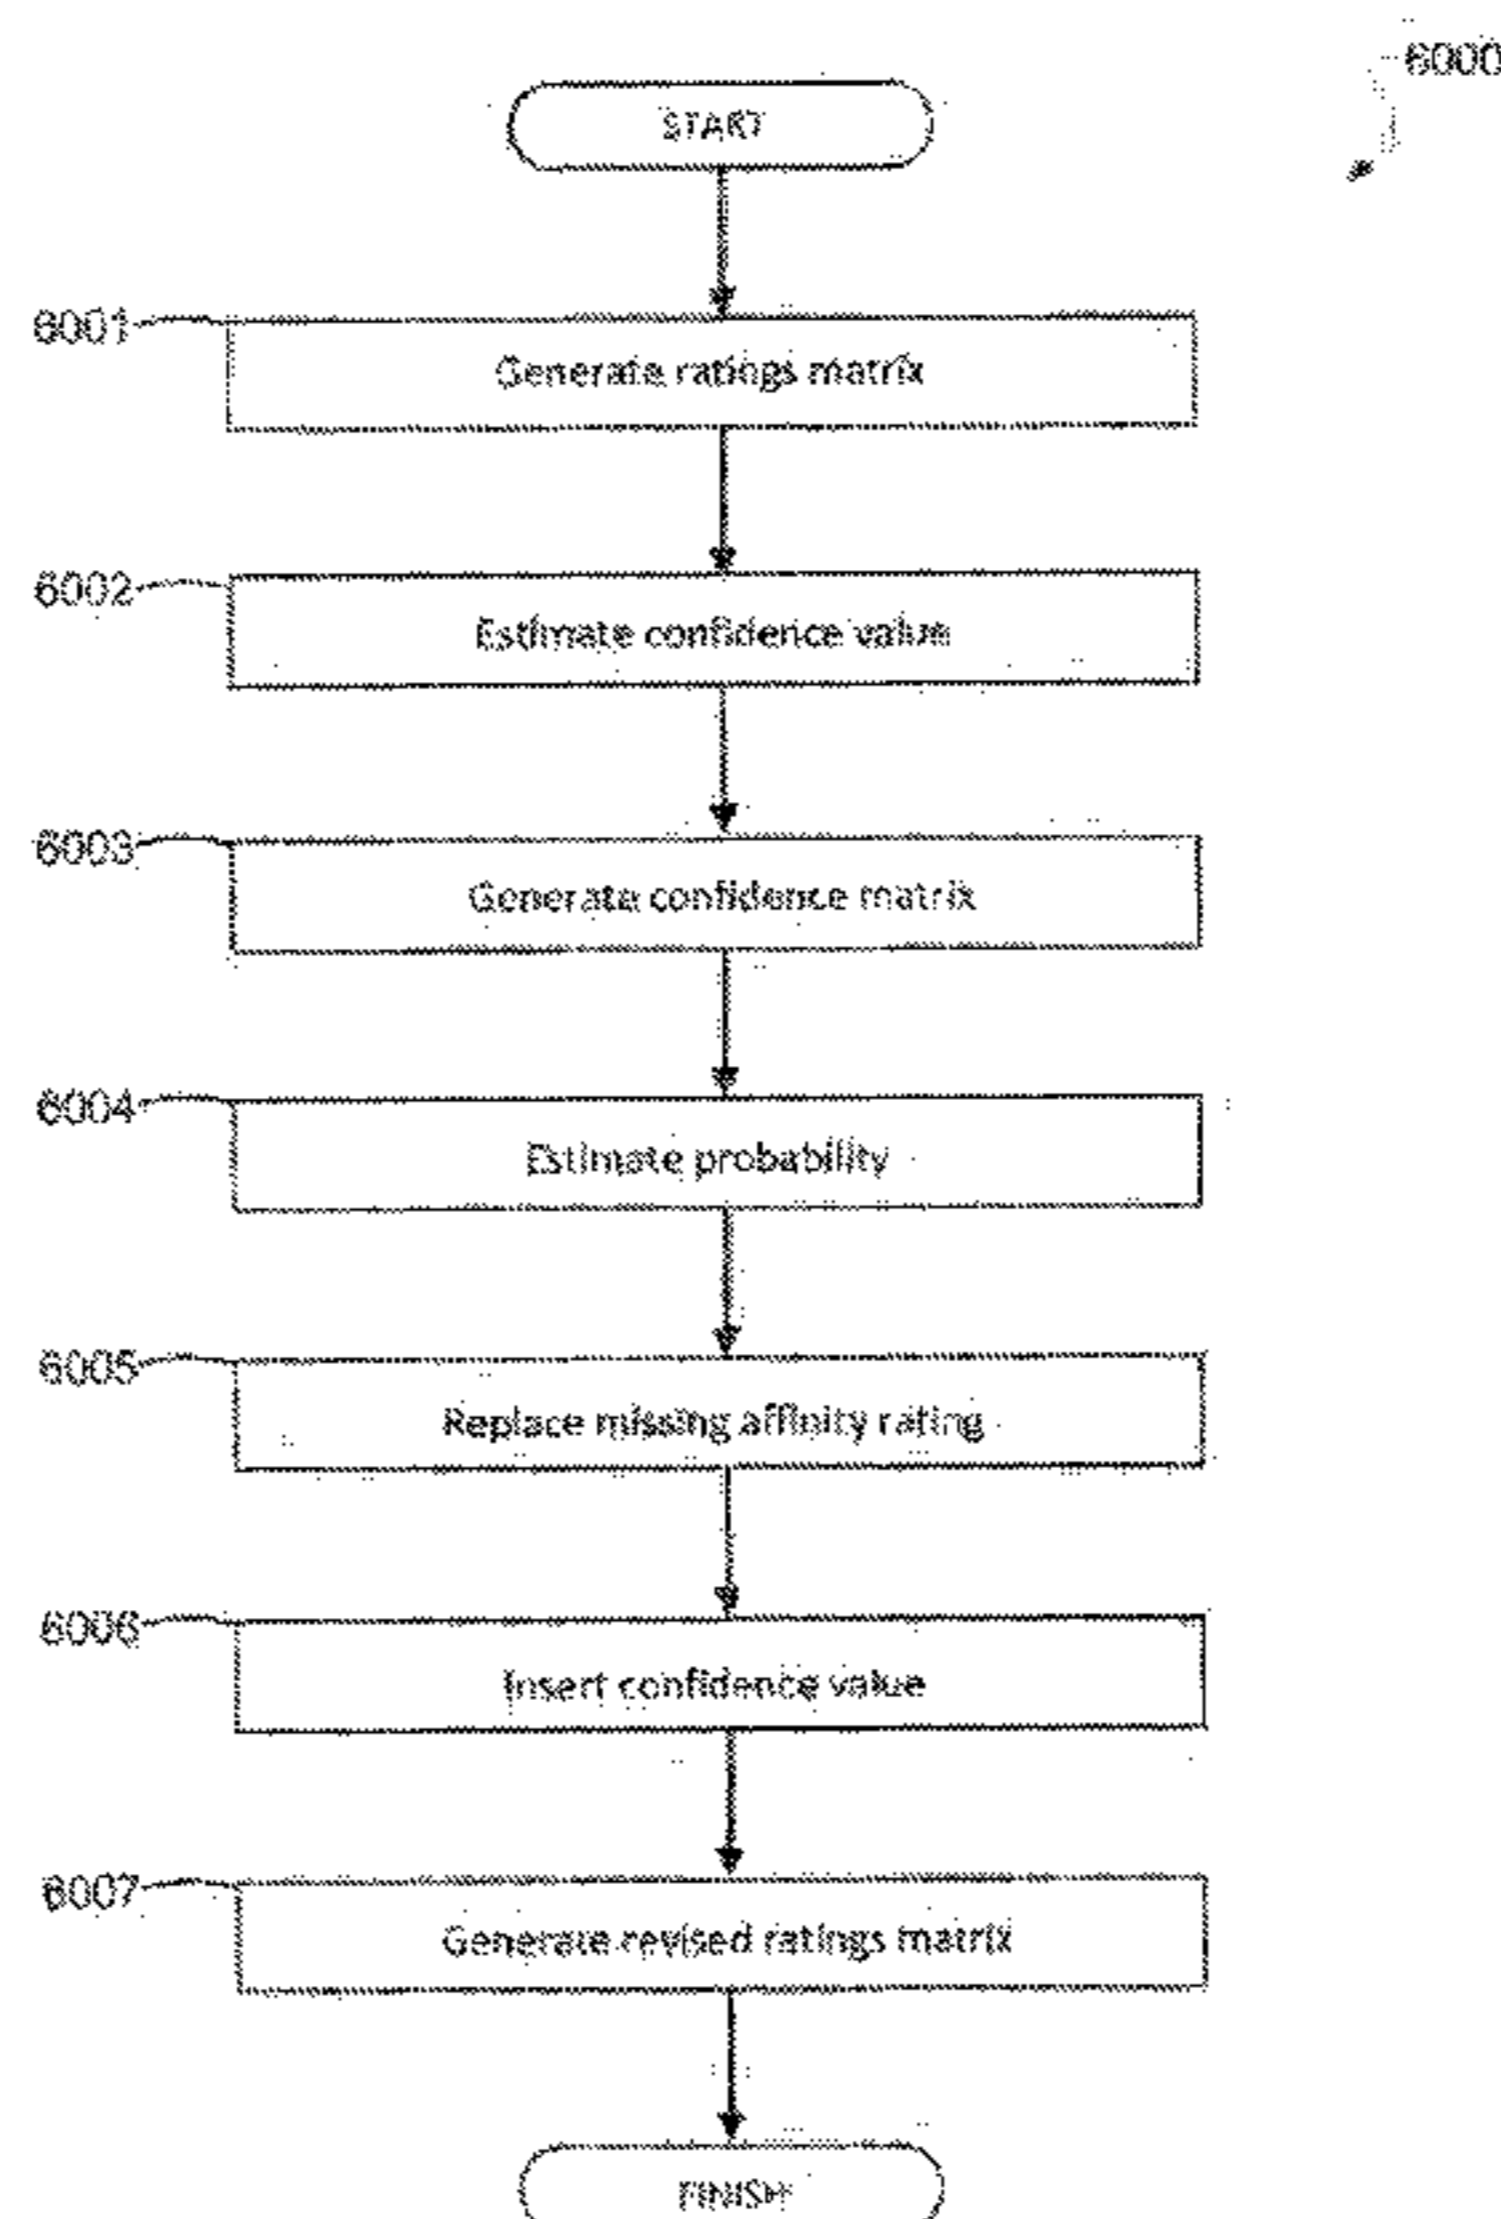 6000
START
6001
Generate ratings matrix
6002
Estimate confidence value
6003
Generate confidence matrix
6004
Estimate probability
6005
Replace missing affinity rating
6006
Insert confidence value
6007
Generate revised ratings matrix
FINISH